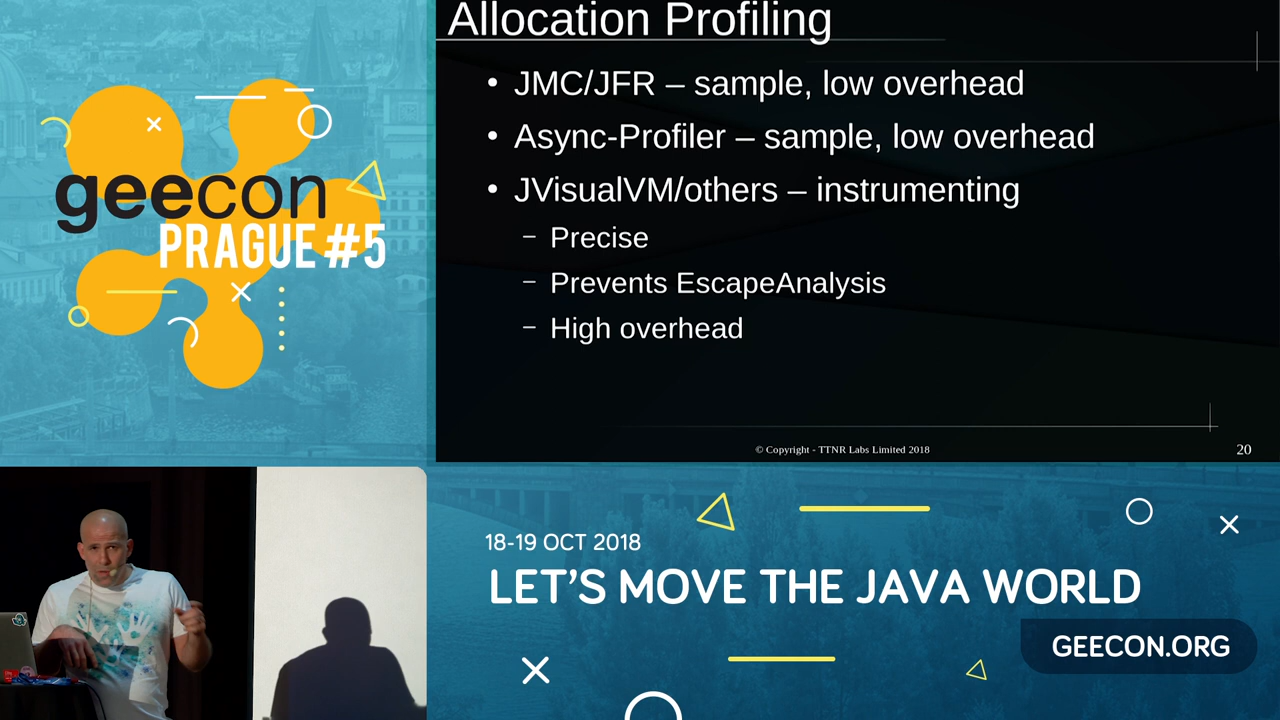 geecon
PRAGUE #5
Allocation Profiling
• JMC/JFR – sample, low overhead
• Async-Profiler – sample, low overhead
• JVisualVM/others – instrumenting
– Precise
– Prevents EscapeAnalysis
– High overhead
© Copyright - TTNR Labs Limited 2018
20
18-19 OCT 2018
LET'S MOVE THE JAVA WORLD
GEECON.ORG